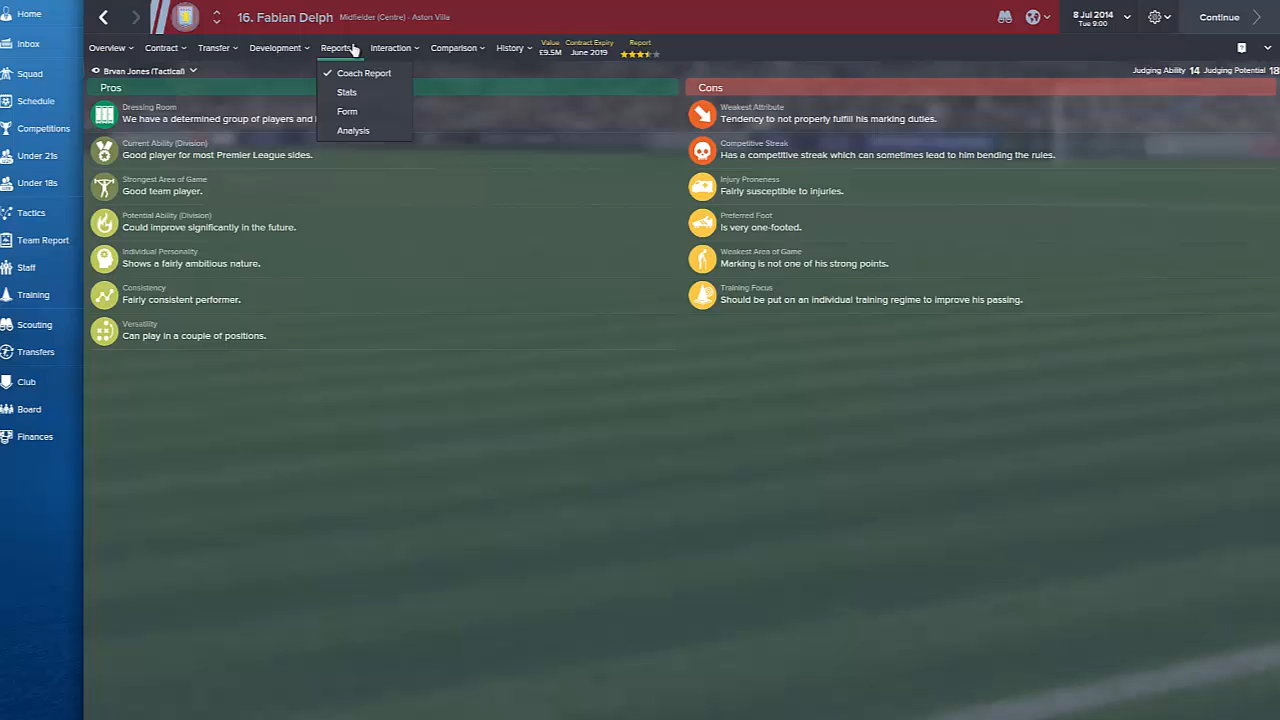 Home
Inbox
Squad
Schedule
Competitions
Under 21s
Under 18s
Tactics
Team Report
Staff
Training
Scouting
Transfers
Club
Board
Finances
16. Fabian Delph Midfielder (Centre) - Aston Villa
8 Jul 2014
Tue 9:00
Continue
Overview Contract Transfer Development Reports Interaction Comparison History
Value
£9.5M
Contract Expiry
June 2019
Report
Bryan Jones (Tactical)
Judging Ability 14 Judging Potential 18
Coach Report
Stats
Form
Analysis
Pros
Dressing Room
We have a determined group of players and
Current Ability (Division)
Good player for most Premier League sides.
Strongest Area of Game
Good team player.
Potential Ability (Division)
Could improve significantly in the future.
Individual Personality
Shows a fairly ambitious nature.
Consistency
Fairly consistent performer.
Versatility
Can play in a couple of positions.
Cons
Weakest Attribute
Tendency to not properly fulfill his marking duties.
Competitive Streak
Has a competitive streak which can sometimes lead to him bending the rules.
Injury Proneness
Fairly susceptible to injuries.
Preferred Foot
Is very one-footed.
Weakest Area of Game
Marking is not one of his strong points.
Training Focus
Should be put on an individual training regime to improve his passing.